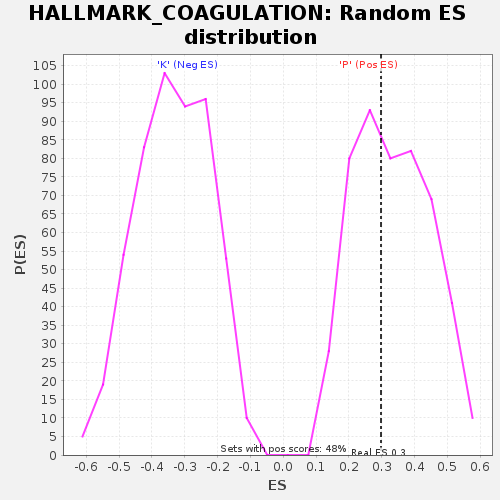 HALLMARK_COAGULATION: Random ES
distribution
'K' (Neg ES)
'P' (Pos ES)
105
100
95
90
85
80
75
70
65
60
55
50
45
40
35
30
25
20
15
10
5
0
P(ES)
Sets with pos scores: 48%
Real ES 0.3
-0.6 -0.5 -0.4 -0.3 -0.2 -0.1 0.0 0.1 0.2 0.3 0.4 0.5 0.6
ES